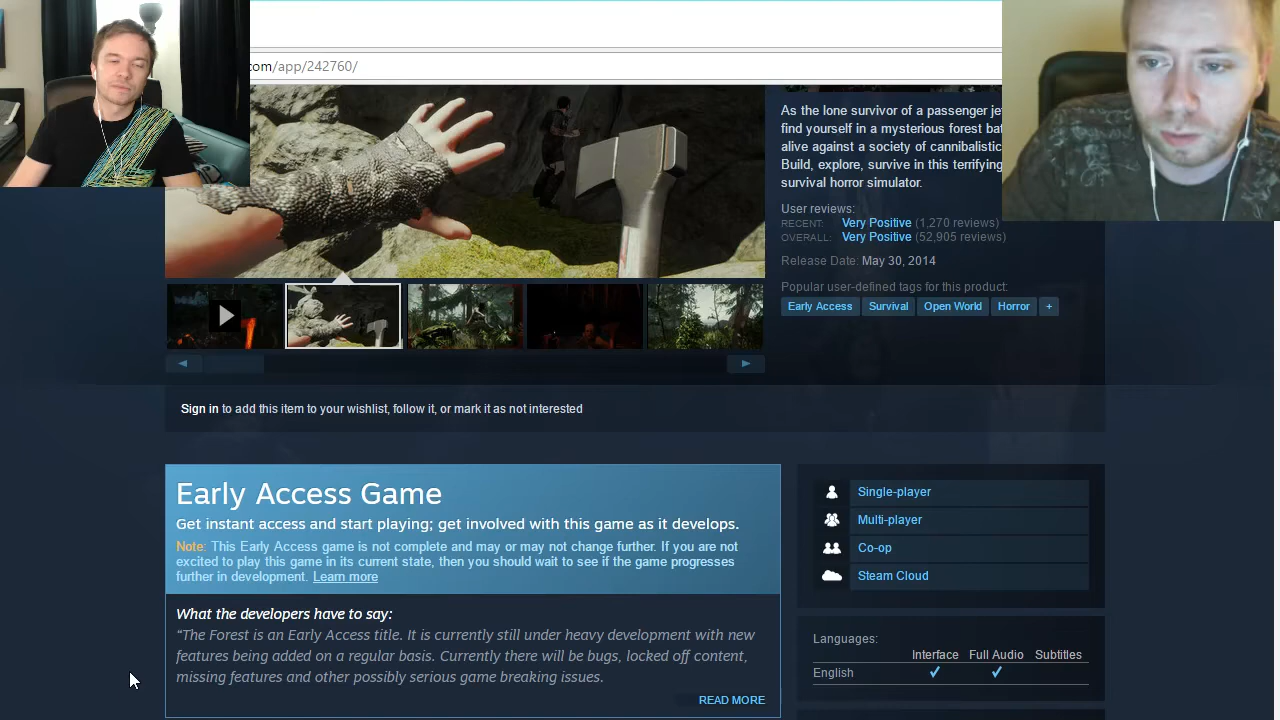 com/app/242760/
As the lone survivor of a passenger je
find yourself in a mysterious forest bat
alive against a society of cannibalistic
Build, explore, survive in this terrifying
survival horror simulator.
User reviews:
RECENT: Very Positive (1,270 reviews)
OVERALL: Very Positive (52,905 reviews)
Release Date: May 30, 2014
Popular user-defined tags for this product:
Early Access Survival Open World Horror +
Sign in to add this item to your wishlist, follow it, or mark it as not interested
Early Access Game
Get instant access and start playing; get involved with this game as it develops.
Note: This Early Access game is not complete and may or may not change further. If you are not
excited to play this game in its current state, then you should wait to see if the game progresses
further in development. Learn more
What the developers have to say:
“The Forest is an Early Access title. It is currently still under heavy development with new
features being added on a regular basis. Currently there will be bugs, locked off content,
missing features and other possibly serious game breaking issues.
READ MORE
Single-player
Multi-player
Co-op
Steam Cloud
Languages:
Interface Full Audio Subtitles
English ✓ ✓